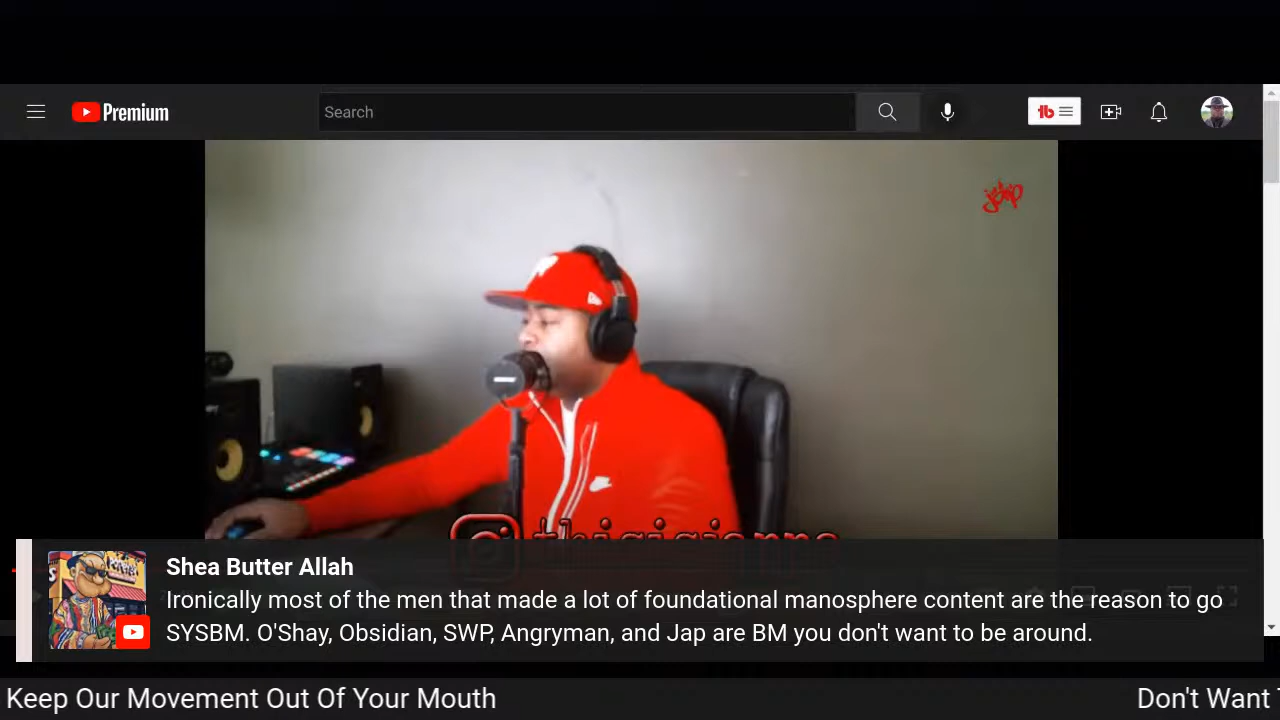 Premium
Search
Shea Butter Allah
Ironically most of the men that made a lot of foundational manosphere content are the reason to go
SYSBM. O'Shay, Obsidian, SWP, Angryman, and Jap are BM you don't want to be around.
Keep Our Movement Out Of Your Mouth
Don't Want